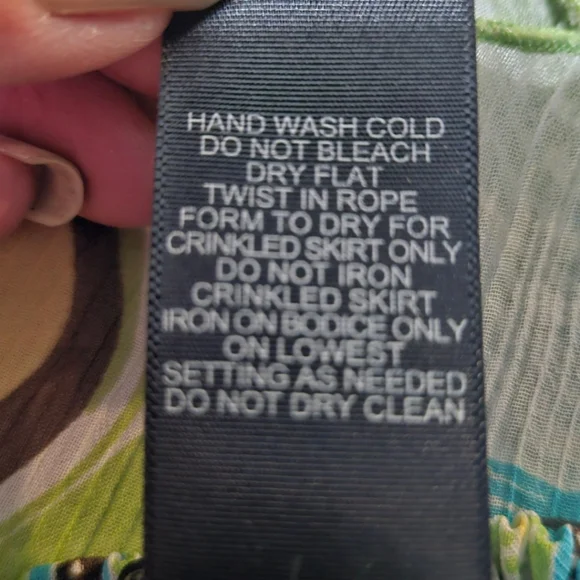 HAND WASH COLD
DO NOT BLEACH
DRY FLAT
TWIST IN ROPE
FORM TO DRY FOR
CRINKLED SKIRT ONLY
DO NOT IRON
CRINKLED SKIRT
IRON ON BODICE ONLY
ON LOWEST
SETTING AS NEEDED
DO NOT DRY CLEAN